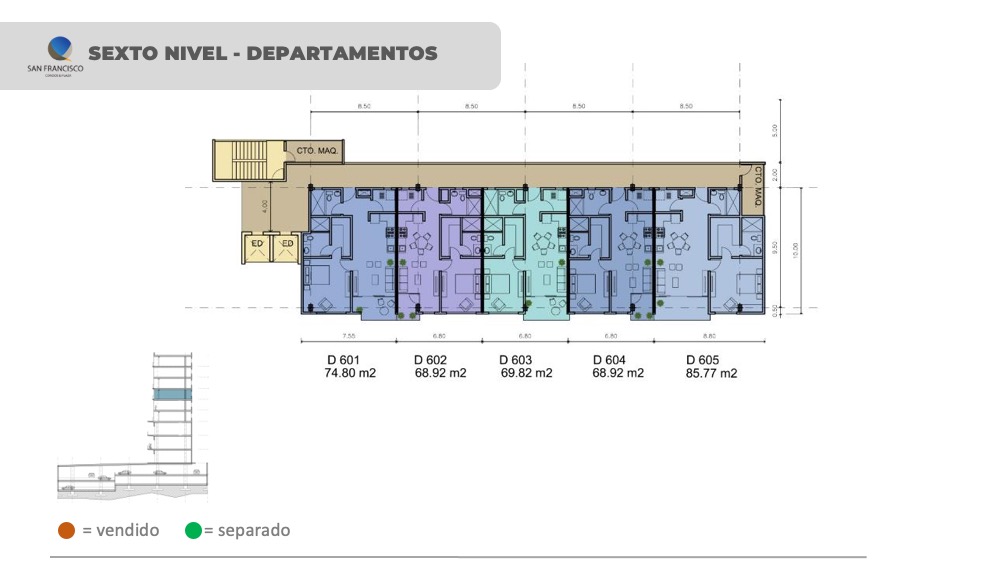 SEXTO NIVEL - DEPARTAMENTOS
SAN FRANCISCO
8.50 8.50 8.50 8.50
5.00
CTO. MAQ.
2.00
CTO. MAQ.
4.00
ED ED
9.50
10.00
0.50
7.55 6.80 6.80 6.80 8.80
D 601 D 602 D 603 D 604 D 605
74.80 m2 68.92 m2 69.82 m2 68.92 m2 85.77 m2
= vendido = separado